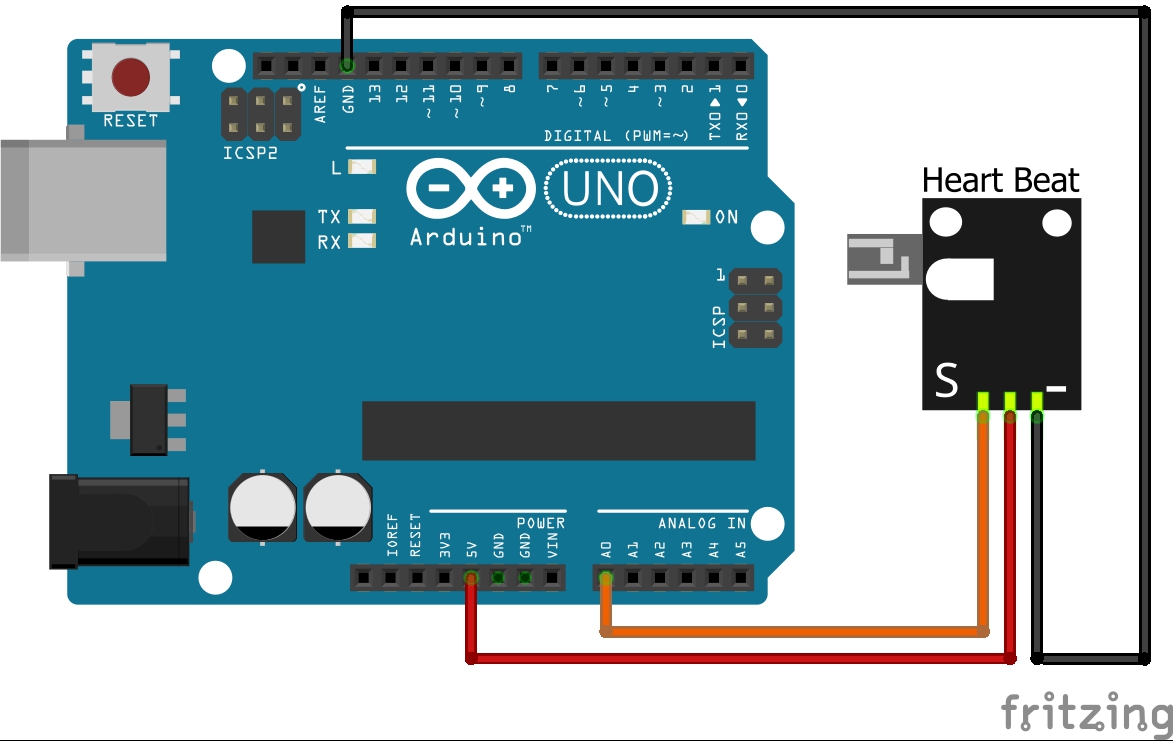 RESET
ICSP2
AREF
GND
13
12
~11
~10
~9
8
7
~6
~5
4
~3
2
TX0▶1
RX0◀0
DIGITAL (PWM=~)
L
TX
RX
UNO
ON
Arduino™
1
ICSP
Heart Beat
S
−
IOREF
RESET
3V3
5V
GND
GND
VIN
POWER
ANALOG IN
A0
A1
A2
A3
A4
A5
fritzing